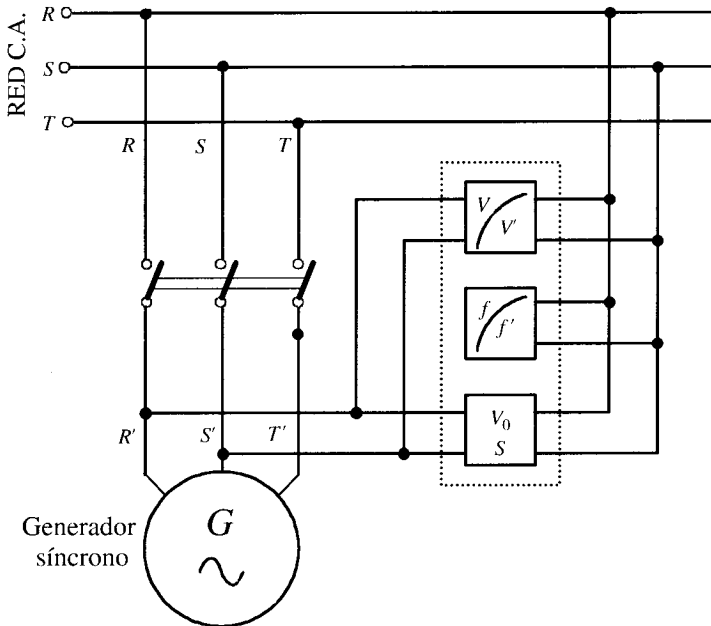 RED C.A.
R
S
T
R
S
T
V
V'
f
f'
V₀
S
R'
S'
T'
G
Generador
síncrono